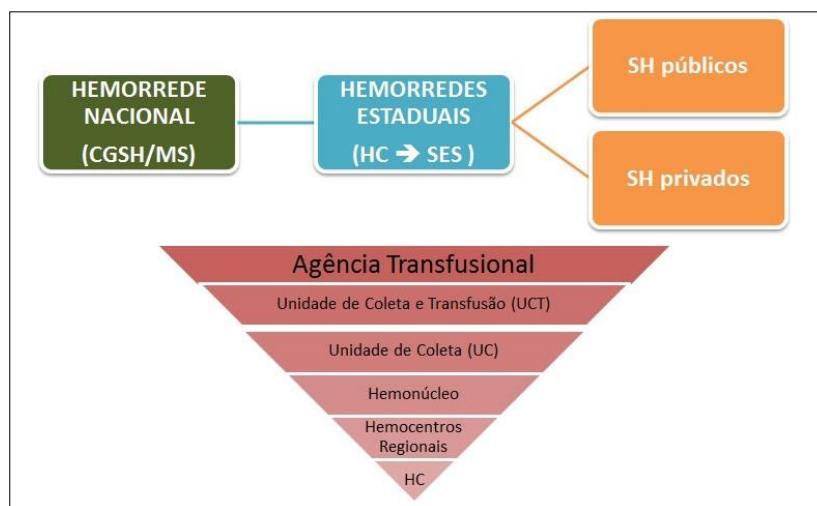 HEMORREDE
NACIONAL
(CGSH/MS)
HEMORREDES
ESTADUAIS
(HC ➔ SES )
SH públicos
SH privados
Agência Transfusional
Unidade de Coleta e Transfusão (UCT)
Unidade de Coleta (UC)
Hemonúcleo
Hemocentros
Regionais
HC